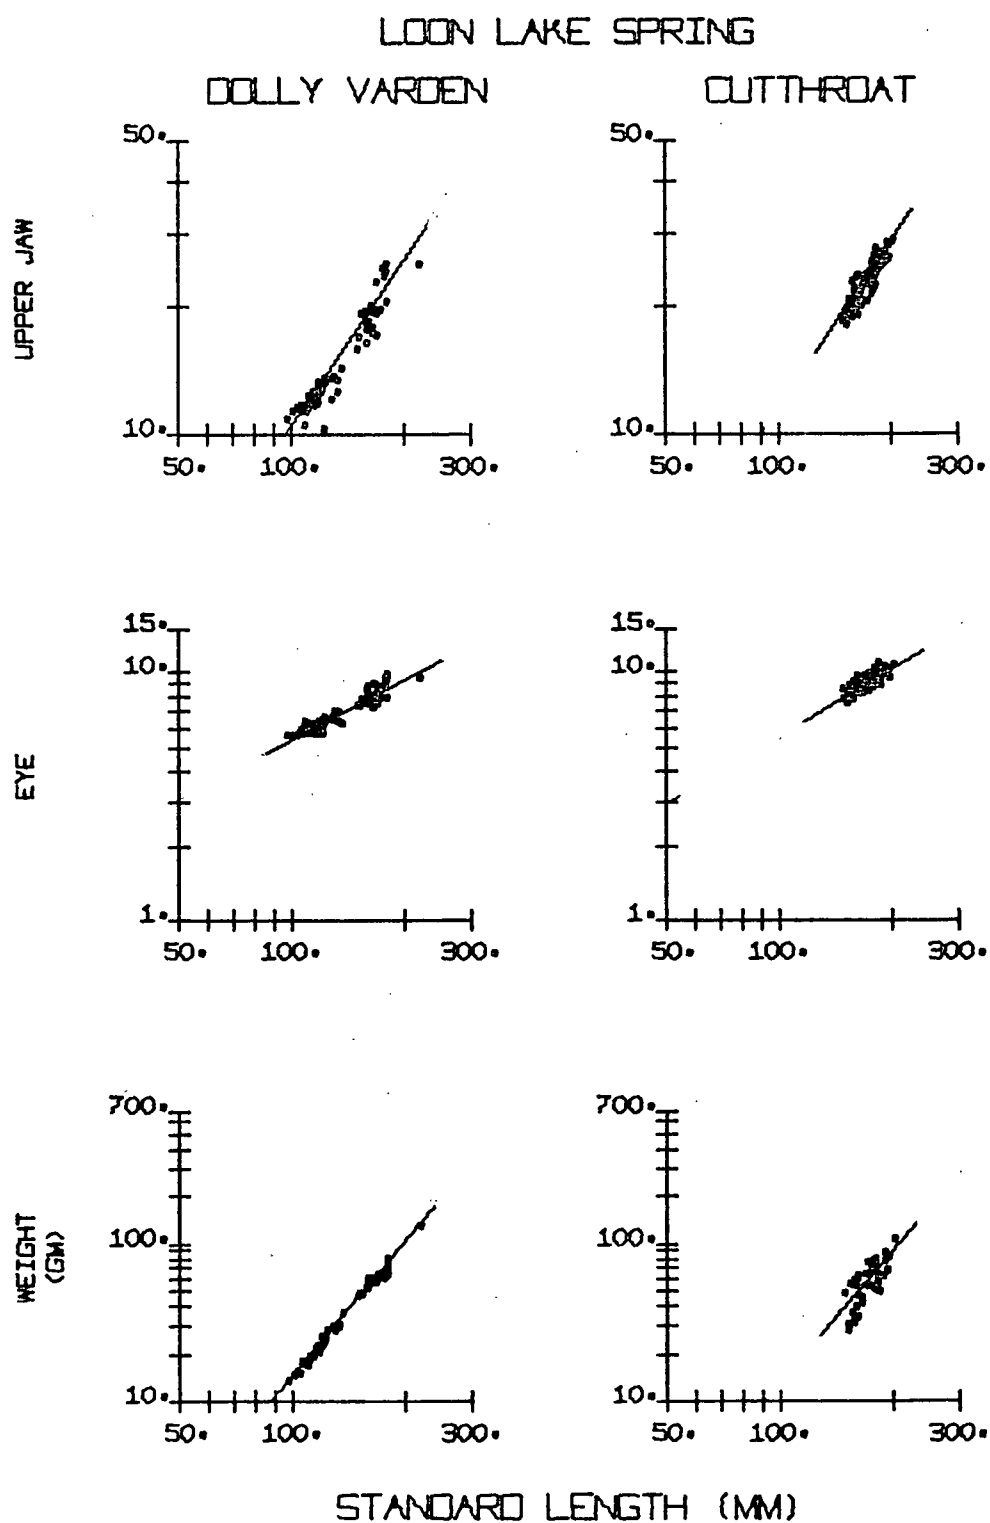 LOON LAKE SPRING
DOLLY VARDEN
CUTTHROAT
UPPER JAW
50.
10.
50. 100. 300.
50.
10.
50. 100. 300.
EYE
15.
10.
1.
50. 100. 300.
15.
10.
1.
50. 100. 300.
WEIGHT
(GM)
700.
100.
10.
50. 100. 300.
700.
100.
10.
50. 100. 300.
STANDARD LENGTH (MM)